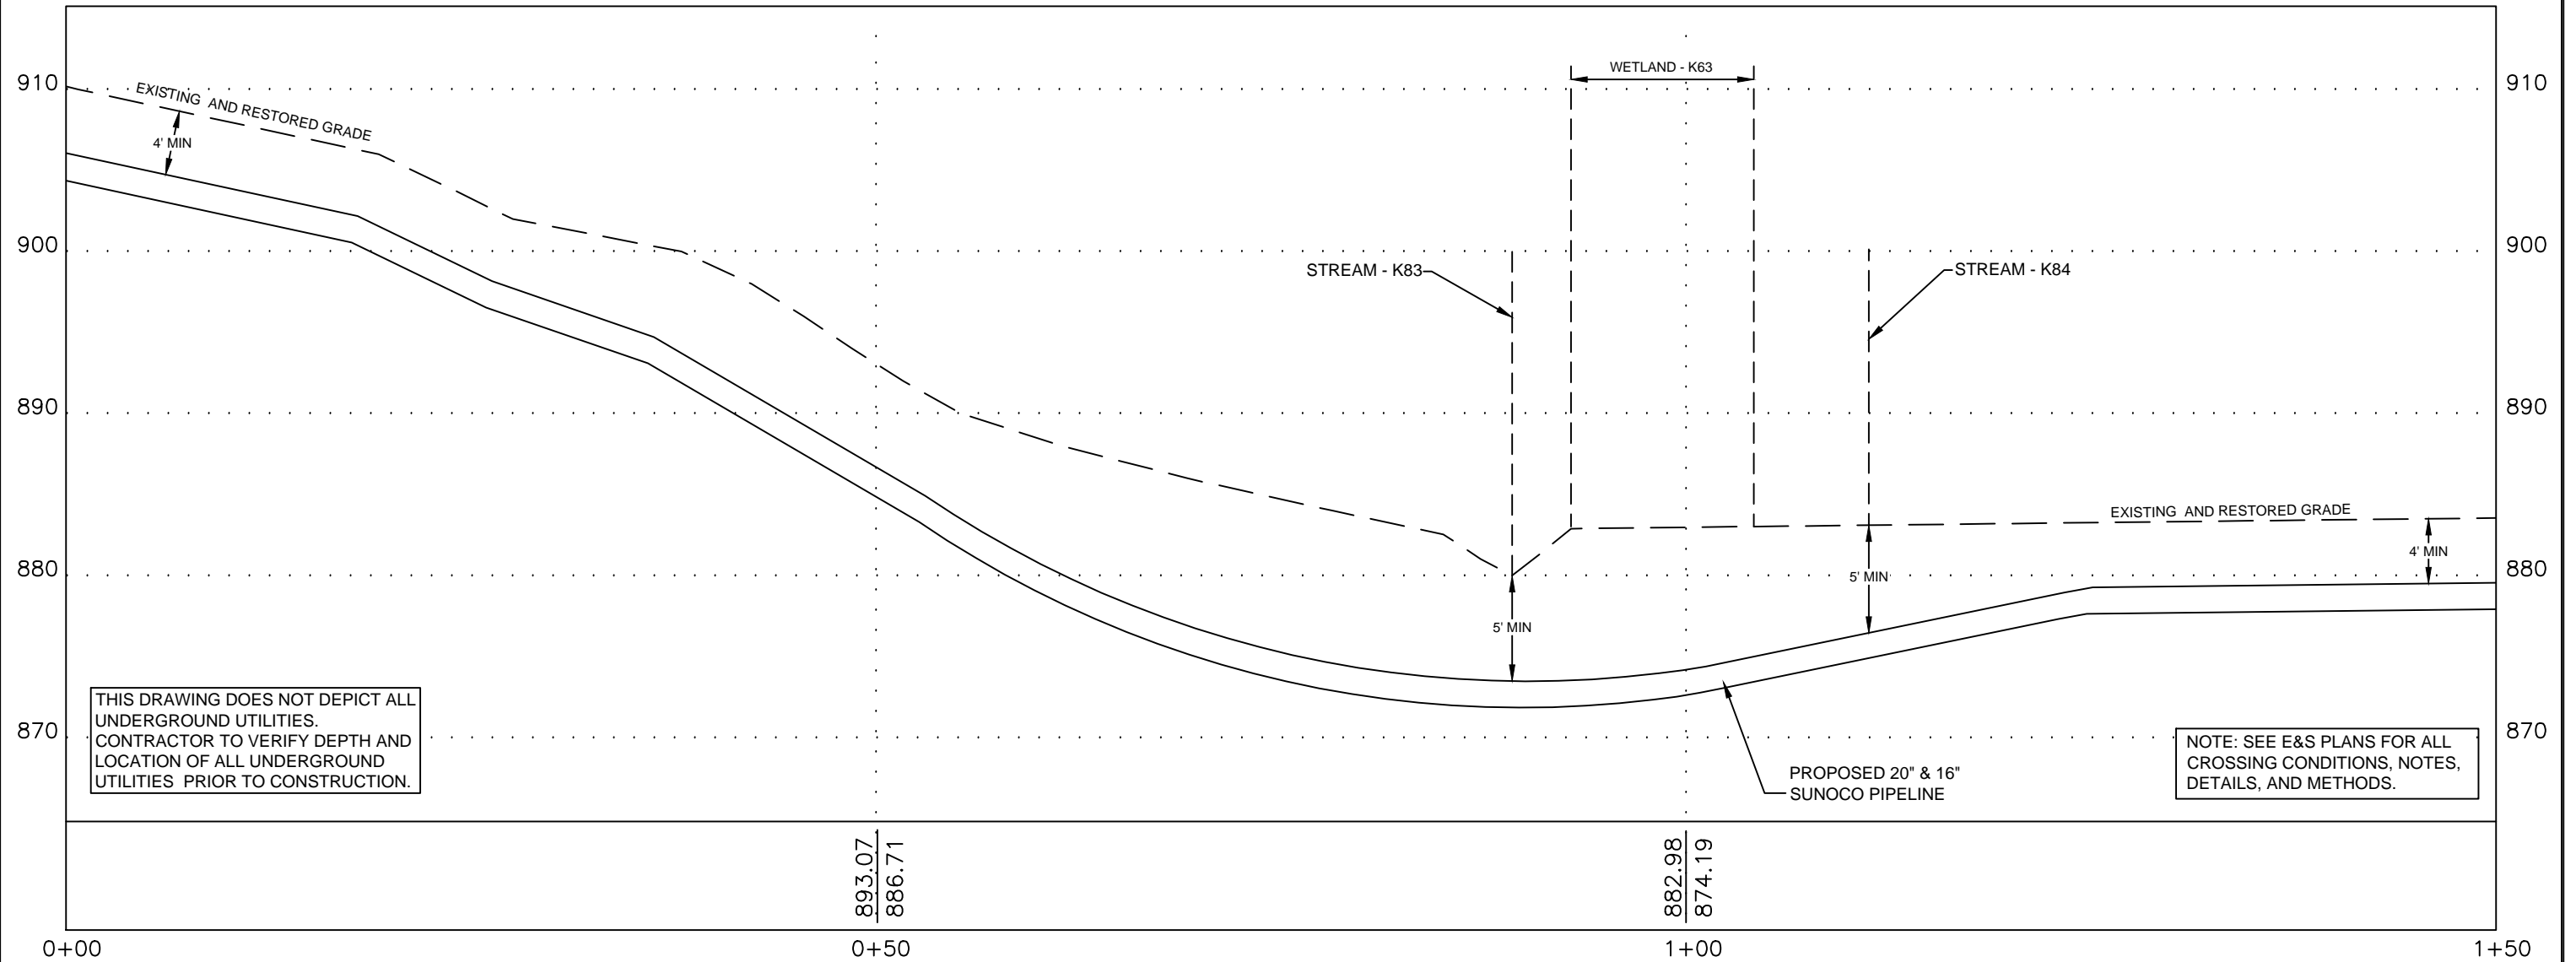 WETLAND - K63
910
EXISTING AND RESTORED GRADE
910
4' MIN
900
900
STREAM - K83
STREAM - K84
890
890
EXISTING AND RESTORED GRADE
4' MIN
880
880
5' MIN
5' MIN
THIS DRAWING DOES NOT DEPICT ALL
UNDERGROUND UTILITIES.
CONTRACTOR TO VERIFY DEPTH AND
LOCATION OF ALL UNDERGROUND
UTILITIES PRIOR TO CONSTRUCTION.
870
870
NOTE: SEE E&S PLANS FOR ALL
CROSSING CONDITIONS, NOTES,
DETAILS, AND METHODS.
PROPOSED 20" & 16"
SUNOCO PIPELINE
893.07
886.71
882.98
874.19
0+00
0+50
1+00
1+50